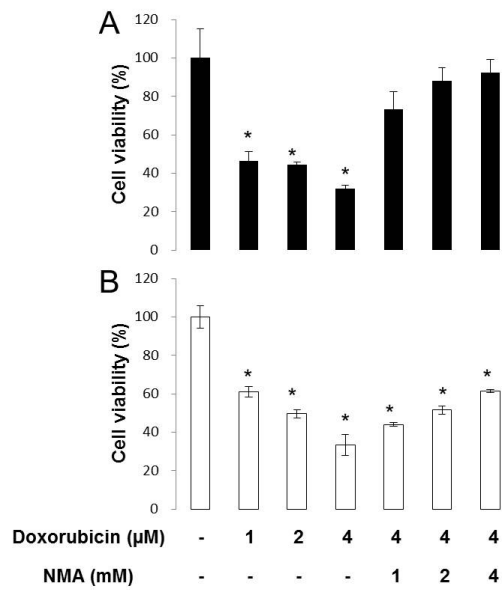 A
Cell viability (%)
120
100
80
60
40
20
0
* * *
B
Cell viability (%)
120
100
80
60
40
20
0
* * * * * *
Doxorubicin (µM) - 1 2 4 4 4 4
NMA (mM) - - - - 1 2 4